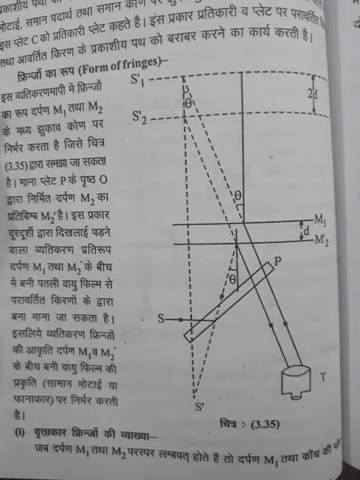 मोटाई, समान पदार्थ तथा समान कोण पर
इस प्लेट C को प्रतिकारी प्लेट कहते है। इस प्रकार प्रतिकारी व प्लेट पर परावर्तित
तथा आवर्तित किरण के प्रकाशीय पथ को बराबर करने का कार्य करती है।
फ्रिन्जों का रूप (Form of fringes)–
इस व्यतिकरणमापी में फ्रिन्जों
का रूप दर्पण M₁ तथा M₂
के मध्य झुकाव कोण पर
निर्भर करता है जिसे चित्र
(3.35) द्वारा समझा जा सकता
है। माना प्लेट P के पृष्ठ O
द्वारा निर्मित दर्पण M₂ का
प्रतिबिम्ब M₂' है। इस प्रकार
दूरदर्शी द्वारा दिखलाई पड़ने
वाला व्यतिकरण प्रतिरूप
दर्पण M₁ तथा M₂' के बीच
में बनी पतली वायु फिल्म से
परावर्तित किरणों के द्वारा
बना माना जा सकता है।
इसलिये व्यतिकरण फ्रिन्जों
की आकृति दर्पण M₁ व M₂'
के बीच बनी वायु फिल्म की
प्रकृति (सामान मोटाई या
फानाकार) पर निर्भर करती
है।
S'₁
θ
2d
S'₂
θ
M₁
d
M'₂
P
θ
S
T
S'
चित्र : (3.35)
(i) वृत्ताकार फ्रिन्जों की व्याख्या–
जब दर्पण M₁ तथा M₂ परस्पर लम्बवत् होते है तो दर्पण M₁ तथा काँच की